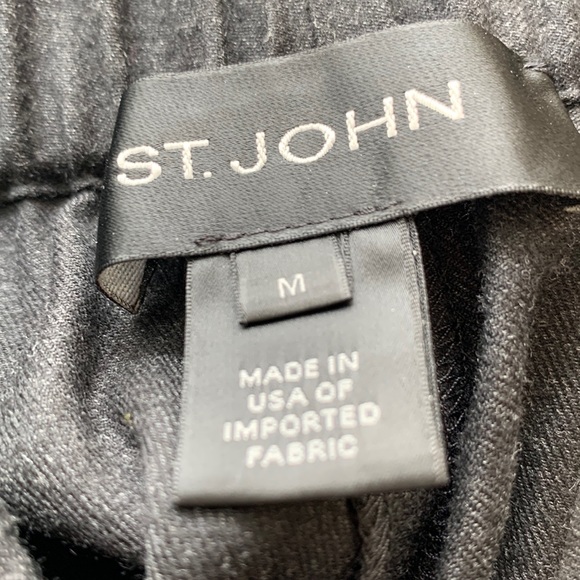 ST. JOHN
M
MADE IN
USA OF
IMPORTED
FABRIC